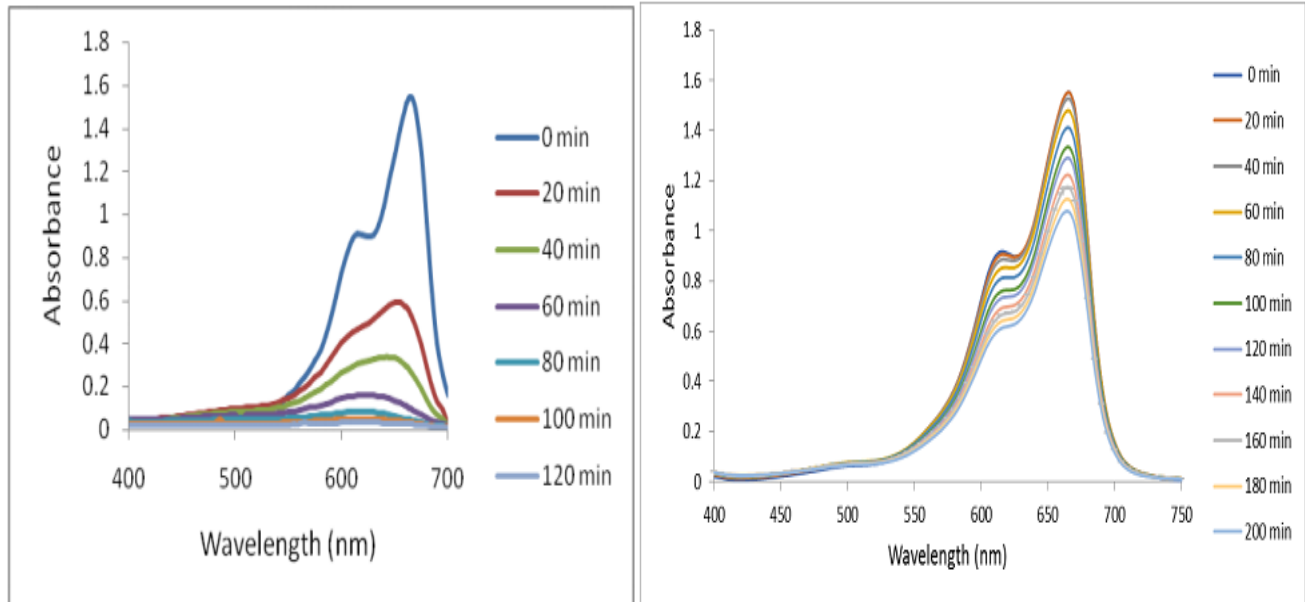 1.8
1.6
1.4
1.2
1
0.8
0.6
0.4
0.2
0
Absorbance
400 500 600 700
Wavelength (nm)
0 min
20 min
40 min
60 min
80 min
100 min
120 min
1.8
1.6
1.4
1.2
1
0.8
0.6
0.4
0.2
0
Absorbance
400 450 500 550 600 650 700 750
Wavelength (nm)
0 min
20 min
40 min
60 min
80 min
100 min
120 min
140 min
160 min
180 min
200 min